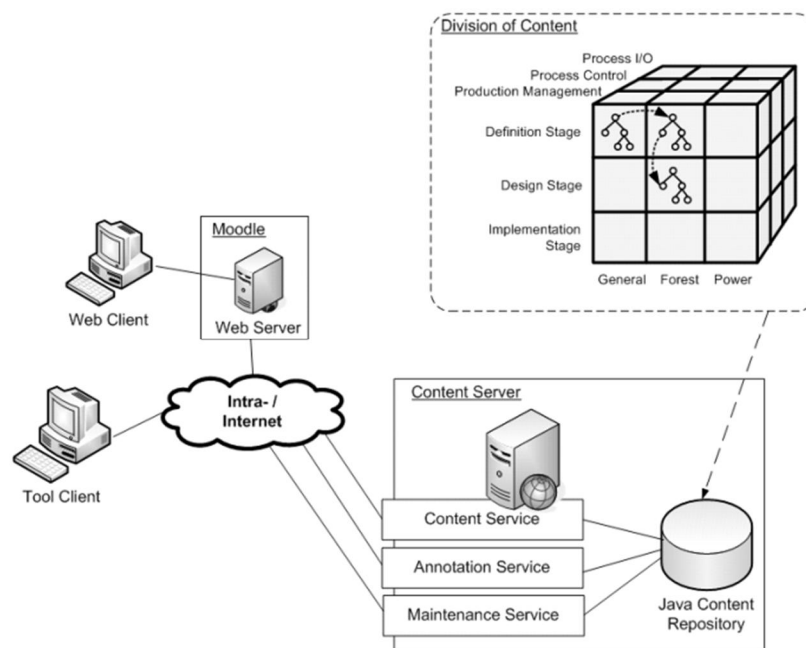 Division of Content
Process I/O
Process Control
Production Management
Definition Stage
Design Stage
Implementation
Stage
General Forest Power
Moodle
Web Server
Web Client
Intra- /
Internet
Tool Client
Content Server
Content Service
Annotation Service
Maintenance Service
Java Content
Repository